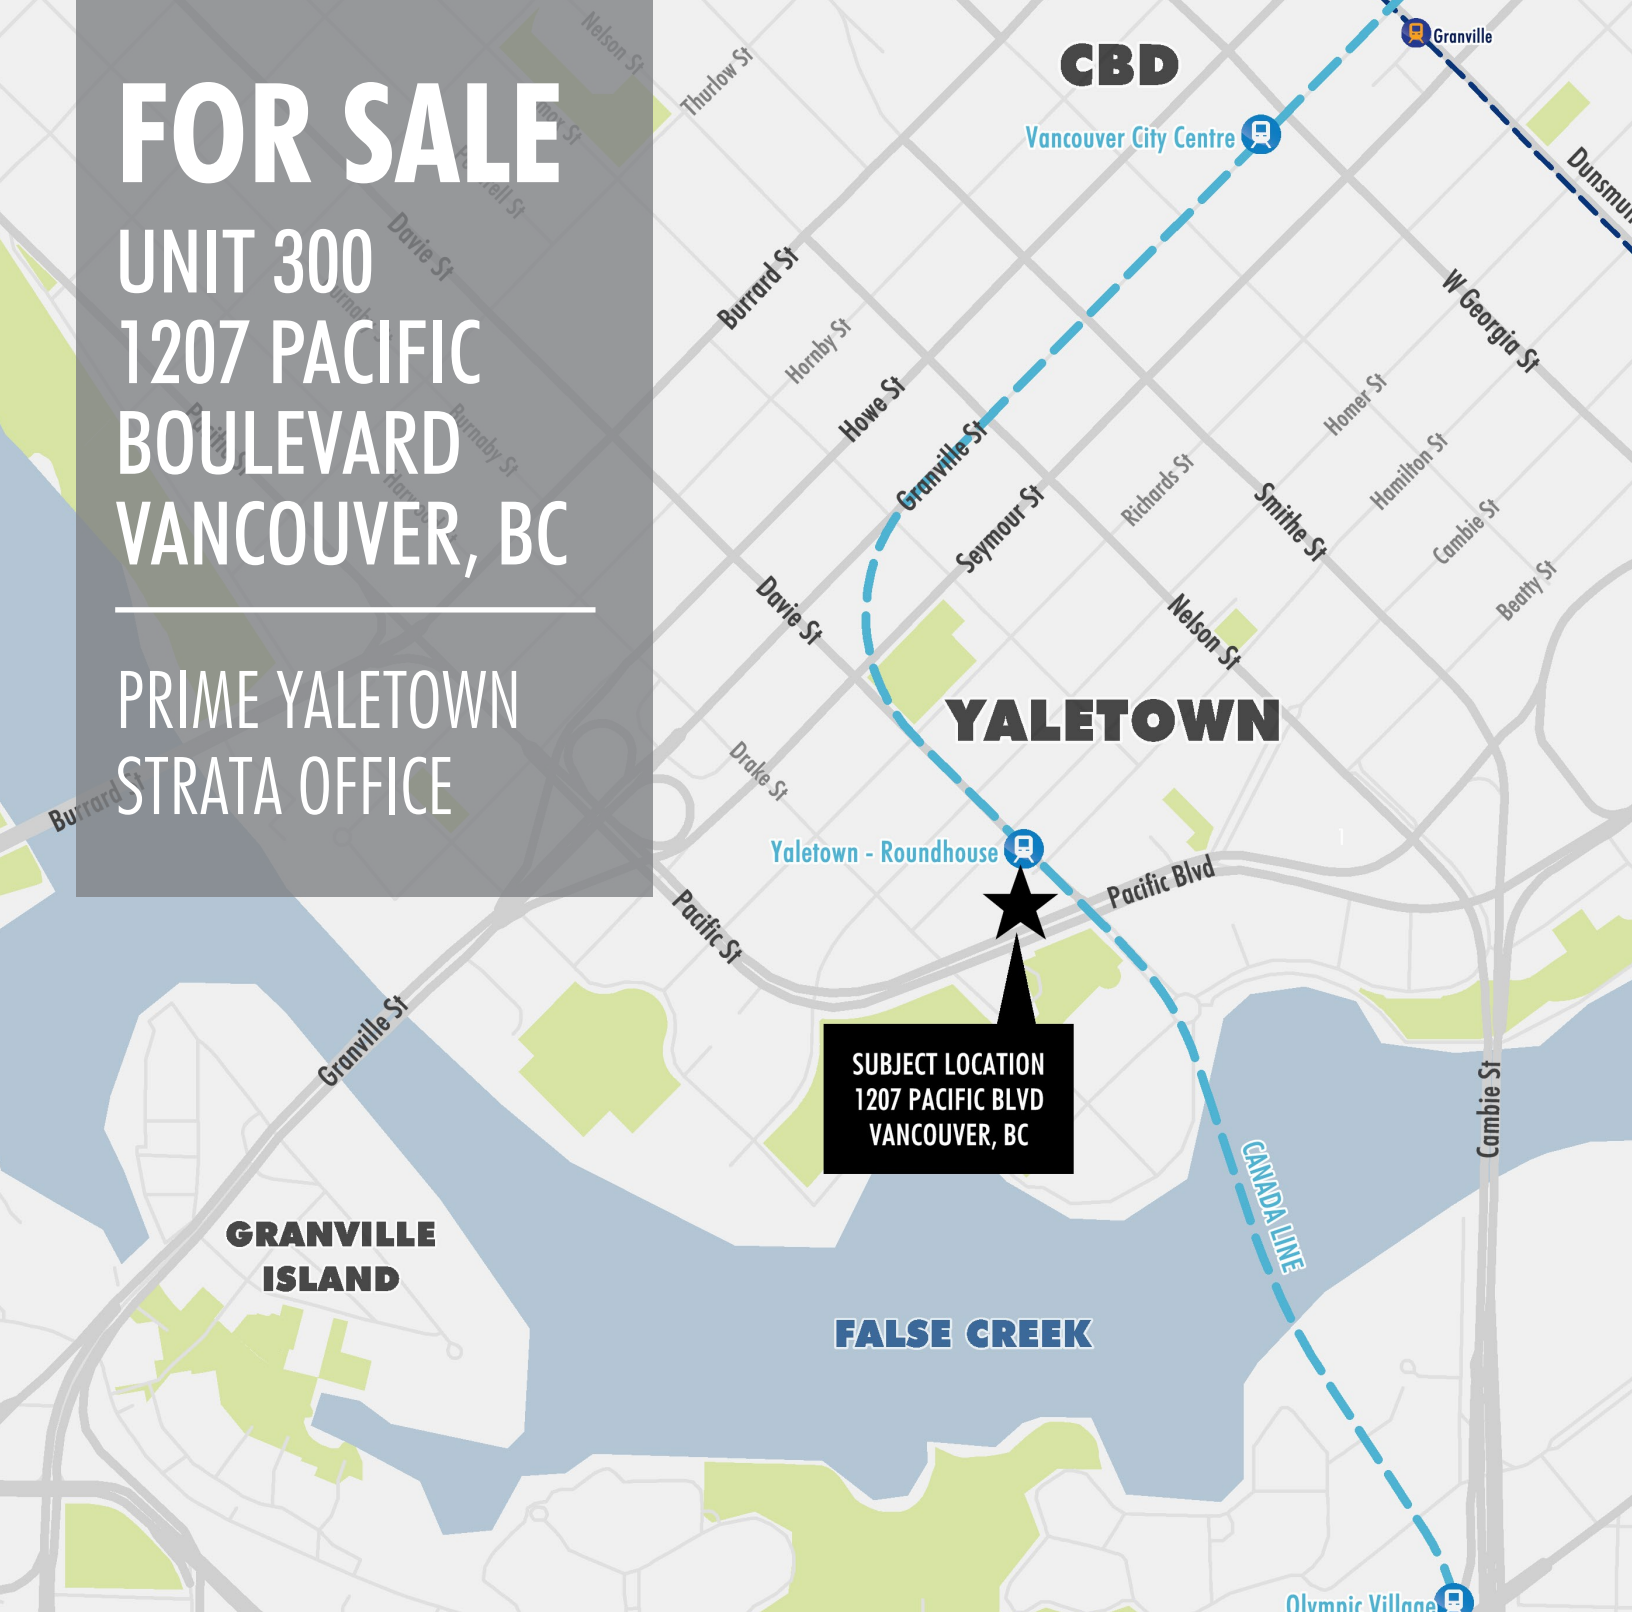 FOR SALE
UNIT 300
1207 PACIFIC
BOULEVARD
VANCOUVER, BC
PRIME YALETOWN
STRATA OFFICE
Nelson St
Thurlow St
CBD
Granville
Vancouver City Centre
Davie St
Burrard St
Hornby St
Howe St
Granville St
Seymour St
Richards St
Homer St
Hamilton St
Cambie St
Beatty St
W Georgia St
Smithe St
Nelson St
Davie St
Burnaby St
YALETOWN
Drake St
Burrard St
Yaletown - Roundhouse
Pacific Blvd
Pacific St
Granville St
SUBJECT LOCATION
1207 PACIFIC BLVD
VANCOUVER, BC
Cambie St
CANADA LINE
GRANVILLE
ISLAND
FALSE CREEK
Olympic Village
1